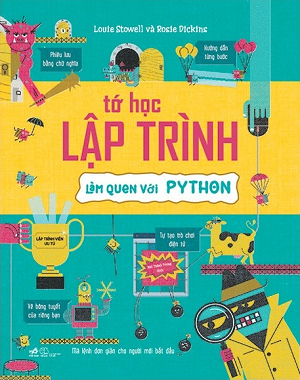 Louie Stowell và Rosie Dickins
Phiêu lưu
bằng chữ nghĩa
Hướng dẫn
từng bước
tớ học
LẬP TRÌNH
Làm quen với PYTHON
LẬP TRÌNH VIÊN
ƯU TÚ
Tự tạo trò chơi
điện tử
Vẽ bông tuyết
của riêng bạn
Mã lệnh đơn giản cho người mới bắt đầu